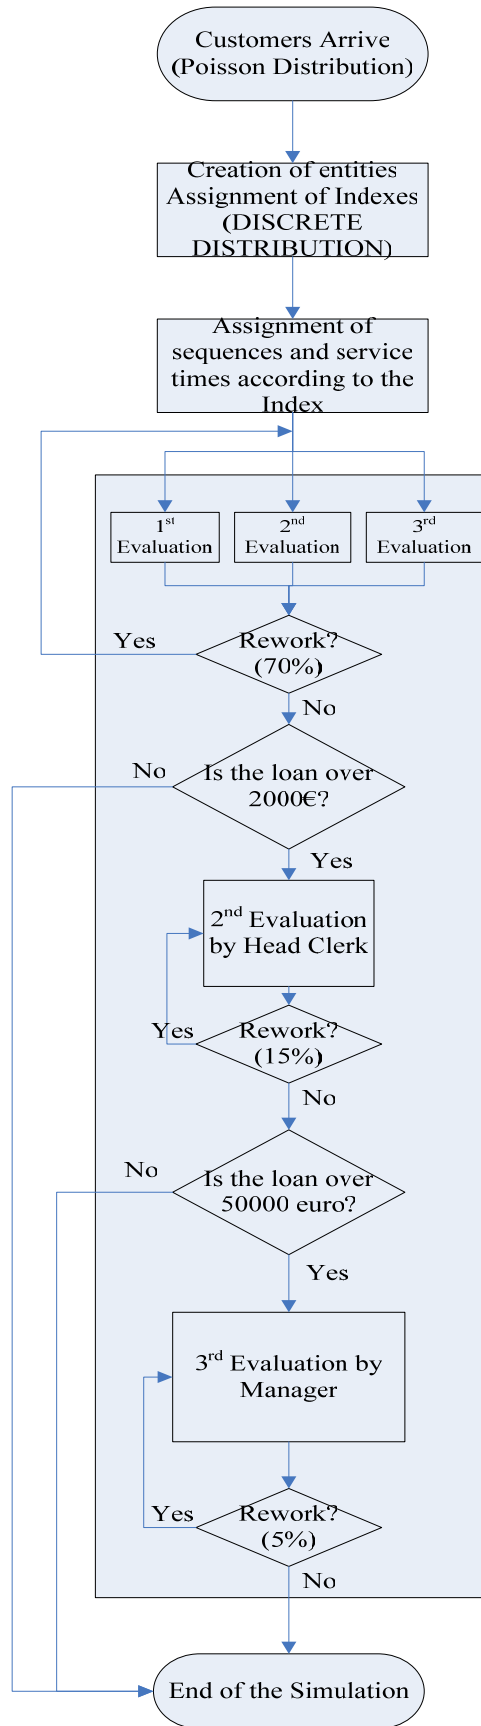 Customers Arrive
(Poisson Distribution)
Creation of entities
Assignment of Indexes
(DISCRETE
DISTRIBUTION)
Assignment of
sequences and service
times according to the
Index
1st
Evaluation
2nd
Evaluation
3rd
Evaluation
Yes
Rework?
(70%)
No
No
Is the loan over
2000€?
Yes
2nd Evaluation
by Head Clerk
Yes
Rework?
(15%)
No
No
Is the loan over
50000 euro?
Yes
3rd Evaluation by
Manager
Yes
Rework?
(5%)
No
End of the Simulation